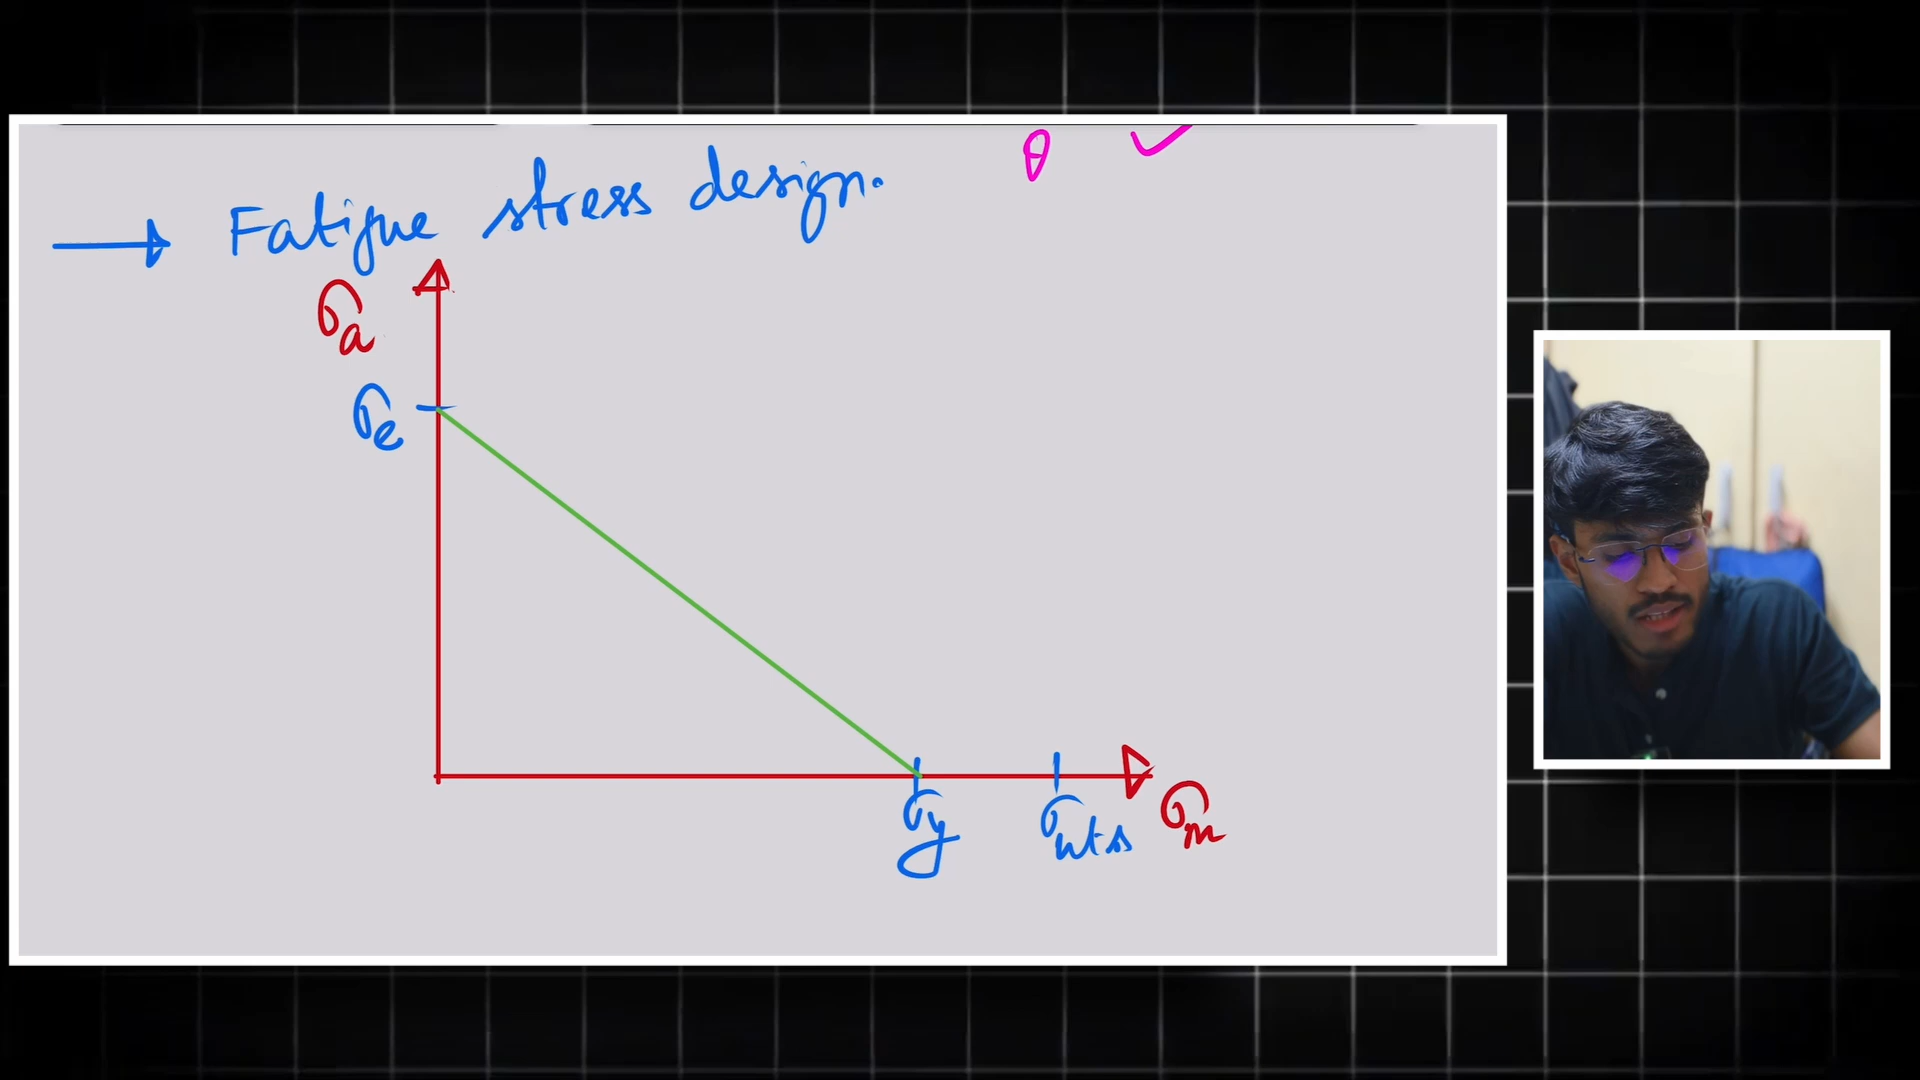 θ
→ Fatigue stress design.
σa
σe
σy
σuts
σm